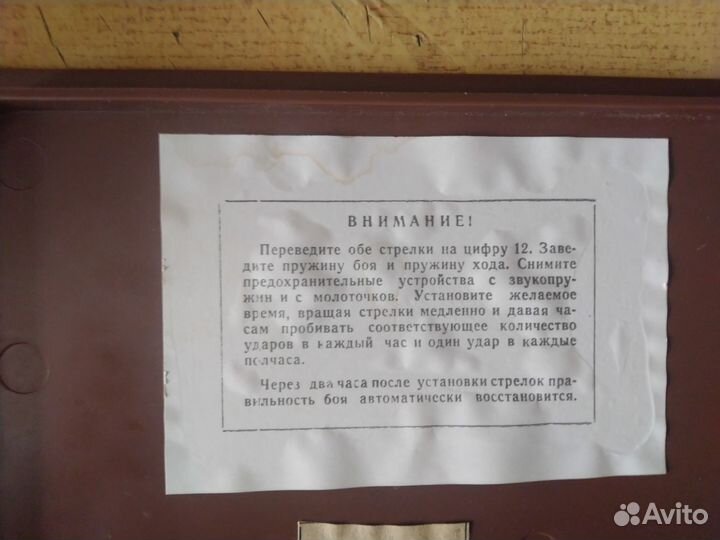 ВНИМАНИЕ!
Переведите обе стрелки на цифру 12. Заве-
дите пружину боя и пружину хода. Снимите
предохранительные устройства с звукопру-
жин и с молоточков. Установите желаемое
время, вращая стрелки медленно и давая ча-
сам пробивать соответствующее количество
ударов в каждый час и один удар в каждые
полчаса.
Через два часа после установки стрелок пра-
вильность боя автоматически восстановится.
Avito